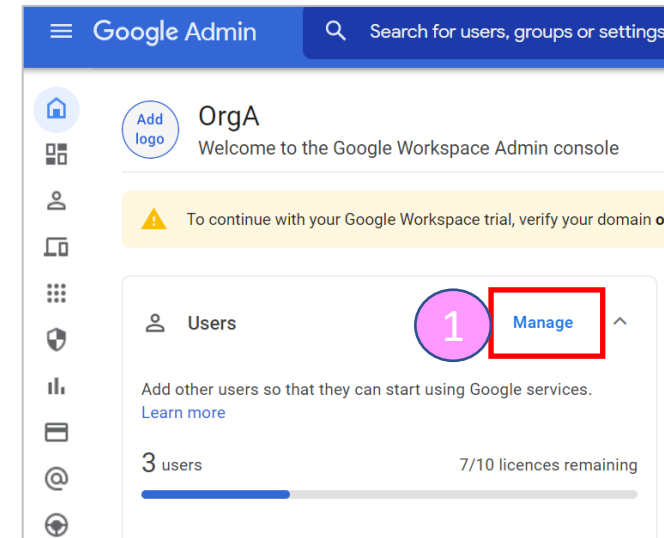 Google Admin
Search for users, groups or settings
Add
logo
OrgA
Welcome to the Google Workspace Admin console
To continue with your Google Workspace trial, verify your domain
Users
1
Manage
Add other users so that they can start using Google services.
Learn more
3 users
7/10 licences remaining